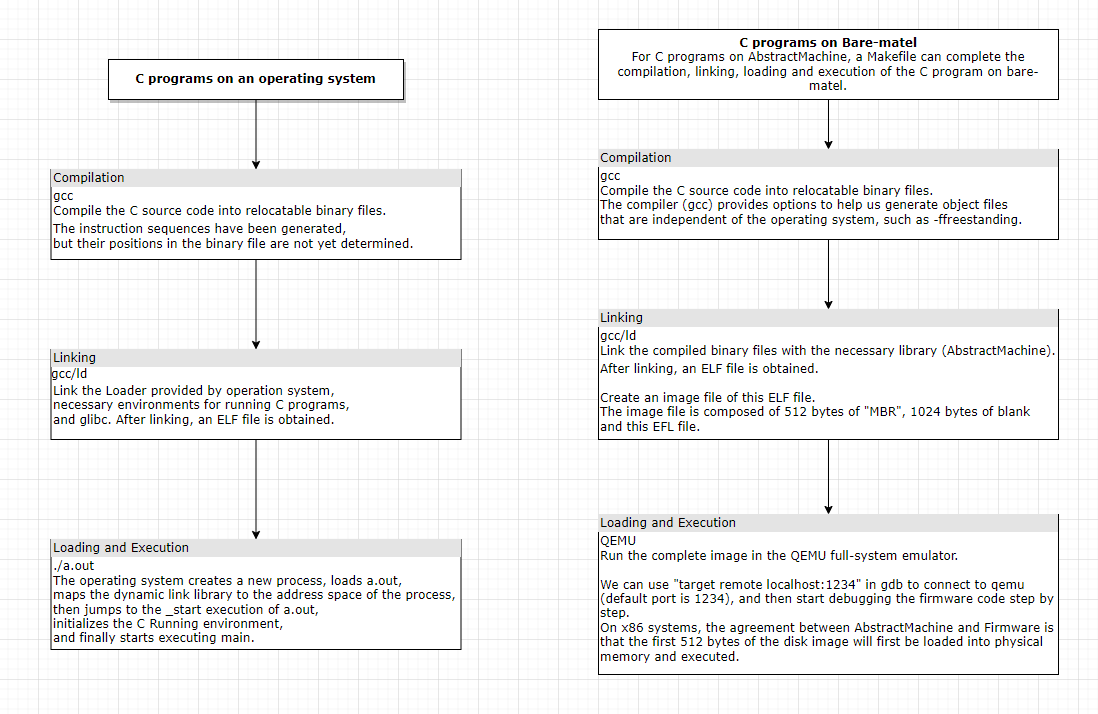 C programs on an operating system
Compilation
gcc
Compile the C source code into relocatable binary files.
The instruction sequences have been generated,
but their positions in the binary file are not yet determined.
Linking
gcc/ld
Link the Loader provided by operation system,
necessary environments for running C programs,
and glibc. After linking, an ELF file is obtained.
Loading and Execution
./a.out
The operating system creates a new process, loads a.out,
maps the dynamic link library to the address space of the process,
then jumps to the _start execution of a.out,
initializes the C Running environment,
and finally starts executing main.
C programs on Bare-matel
For C programs on AbstractMachine, a Makefile can complete the
compilation, linking, loading and execution of the C program on bare-
matel.
Compilation
gcc
Compile the C source code into relocatable binary files.
The compiler (gcc) provides options to help us generate object files
that are independent of the operating system, such as -ffreestanding.
Linking
gcc/ld
Link the compiled binary files with the necessary library (AbstractMachine).
After linking, an ELF file is obtained.
Create an image file of this ELF file.
The image file is composed of 512 bytes of "MBR", 1024 bytes of blank
and this EFL file.
Loading and Execution
QEMU
Run the complete image in the QEMU full-system emulator.
We can use "target remote localhost:1234" in gdb to connect to qemu
(default port is 1234), and then start debugging the firmware code step by
step.
On x86 systems, the agreement between AbstractMachine and Firmware is
that the first 512 bytes of the disk image will first be loaded into physical
memory and executed.